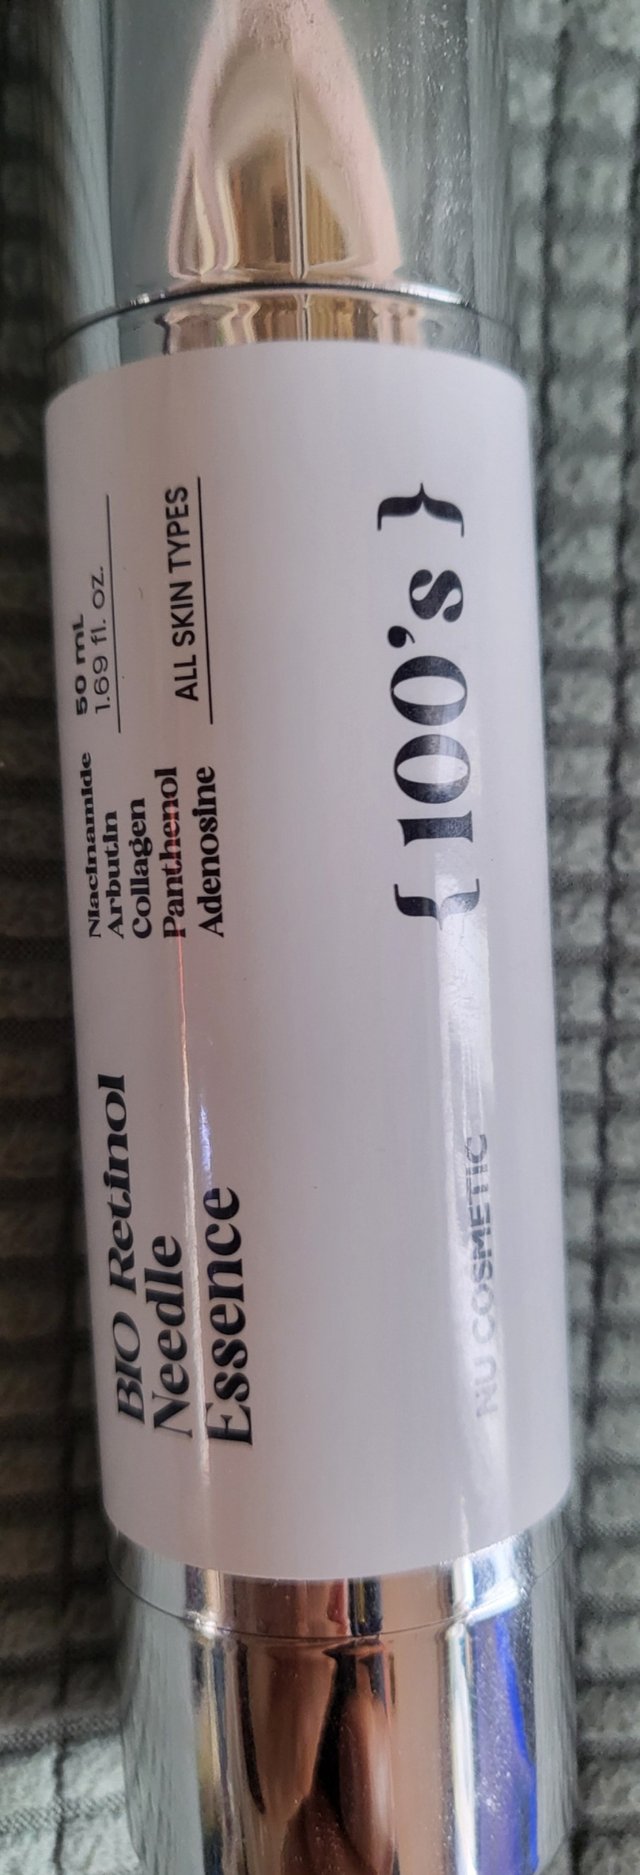 50 mL
1.69 fl. oz.
ALL SKIN TYPES
Niacinamide
Arbutin
Collagen
Panthenol
Adenosine
BIO Retinol
Needle
Essence
{ 100's }
NU COSMETIC